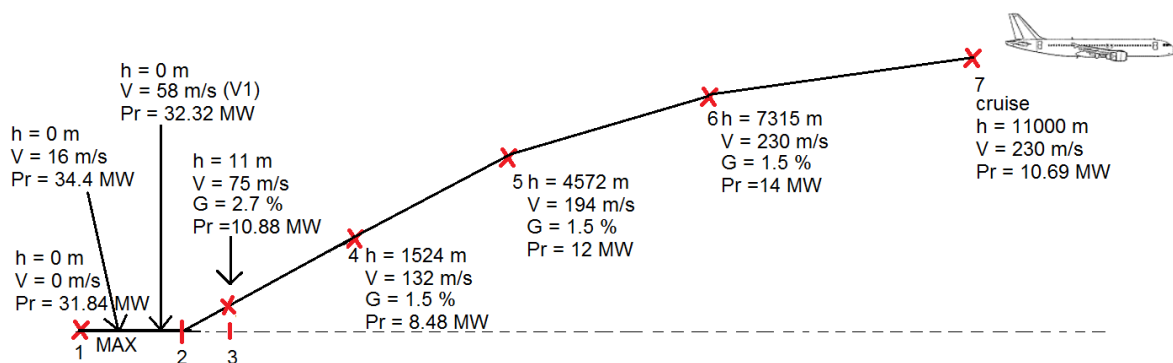 h = 0 m
V = 0 m/s
Pr = 31.84 MW
1
MAX
h = 0 m
V = 16 m/s
Pr = 34.4 MW
h = 0 m
V = 58 m/s (V1)
Pr = 32.32 MW
2
h = 11 m
V = 75 m/s
G = 2.7 %
Pr =10.88 MW
3
4 h = 1524 m
V = 132 m/s
G = 1.5 %
Pr = 8.48 MW
5 h = 4572 m
V = 194 m/s
G = 1.5 %
Pr = 12 MW
6 h = 7315 m
V = 230 m/s
G = 1.5 %
Pr =14 MW
7
cruise
h = 11000 m
V = 230 m/s
Pr = 10.69 MW